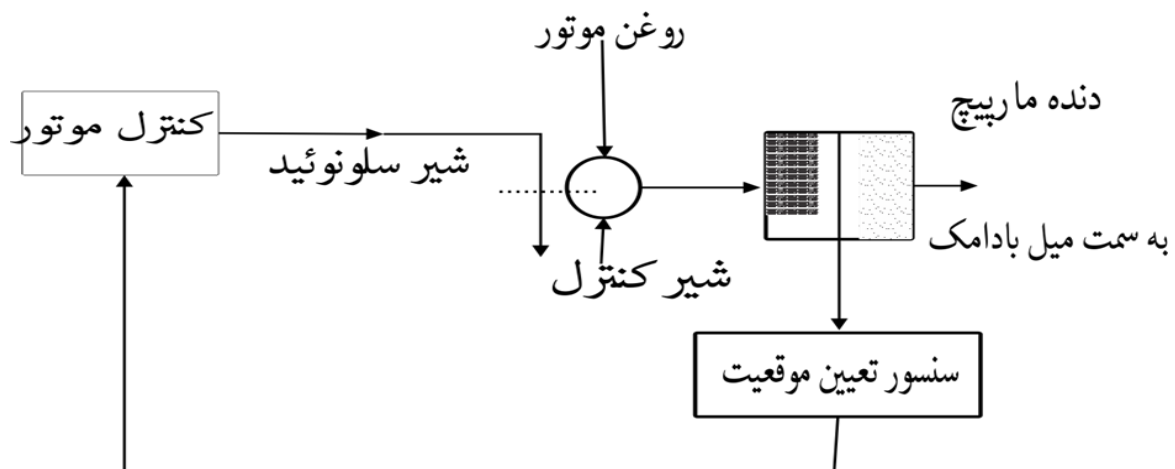 روغن موتور
دنده مارپیچ
کنترل موتور
شیر سلونوئید
به سمت میل بادامک
شیر کنترل
سنسور تعیین موقعیت